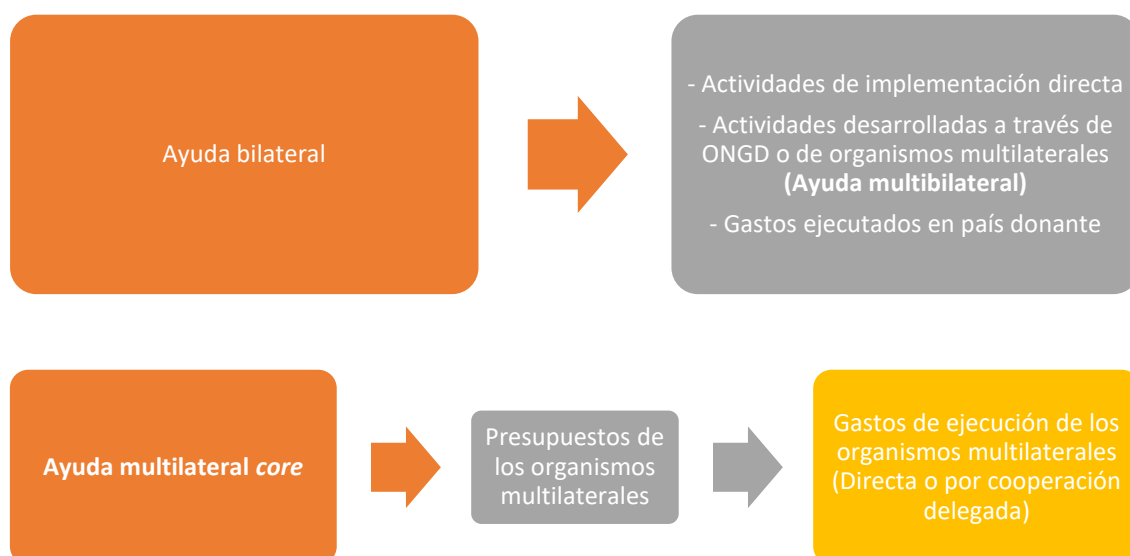 Ayuda bilateral
- Actividades de implementación directa
- Actividades desarrolladas a través de
ONGD o de organismos multilaterales
(Ayuda multibilateral)
- Gastos ejecutados en país donante
Ayuda multilateral core
Presupuestos de
los organismos
multilaterales
Gastos de ejecución de los
organismos multilaterales
(Directa o por cooperación
delegada)